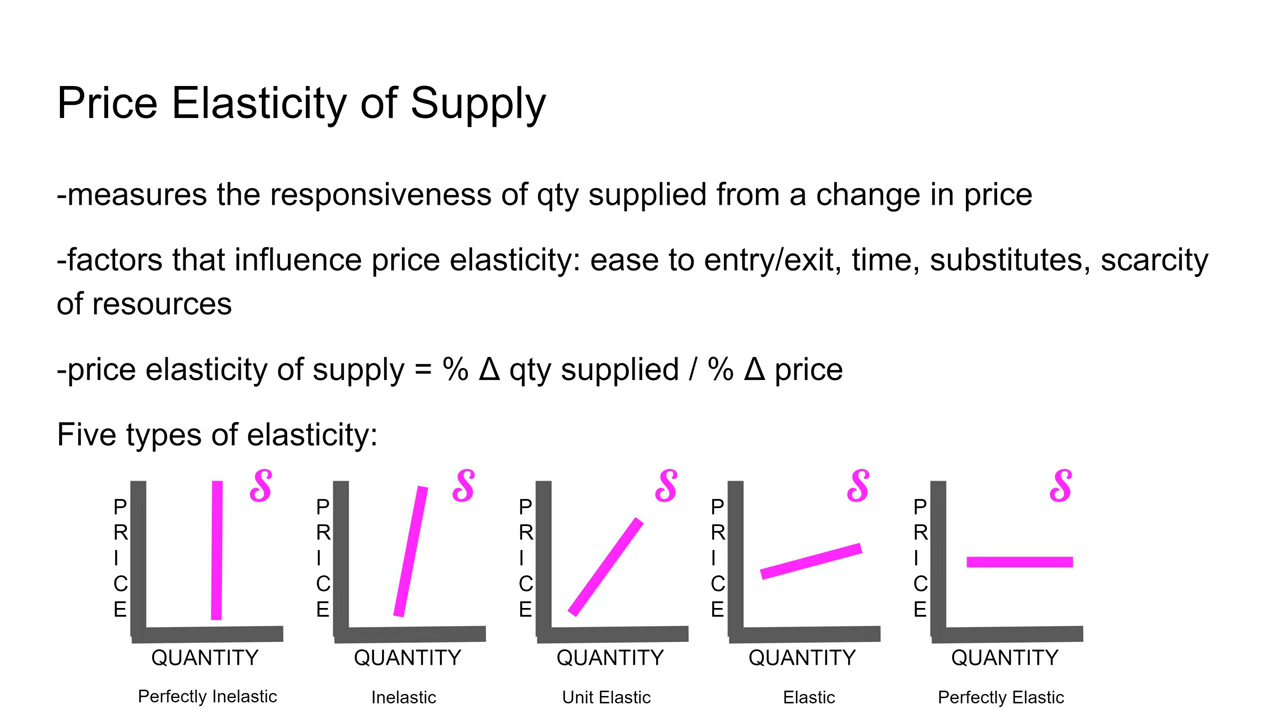 Price Elasticity of Supply
-measures the responsiveness of qty supplied from a change in price
-factors that influence price elasticity: ease to entry/exit, time, substitutes, scarcity
of resources
-price elasticity of supply = % Δ qty supplied / % Δ price
Five types of elasticity:
PRICE
S
QUANTITY
Perfectly Inelastic
PRICE
S
QUANTITY
Inelastic
PRICE
S
QUANTITY
Unit Elastic
PRICE
S
QUANTITY
Elastic
PRICE
S
QUANTITY
Perfectly Elastic